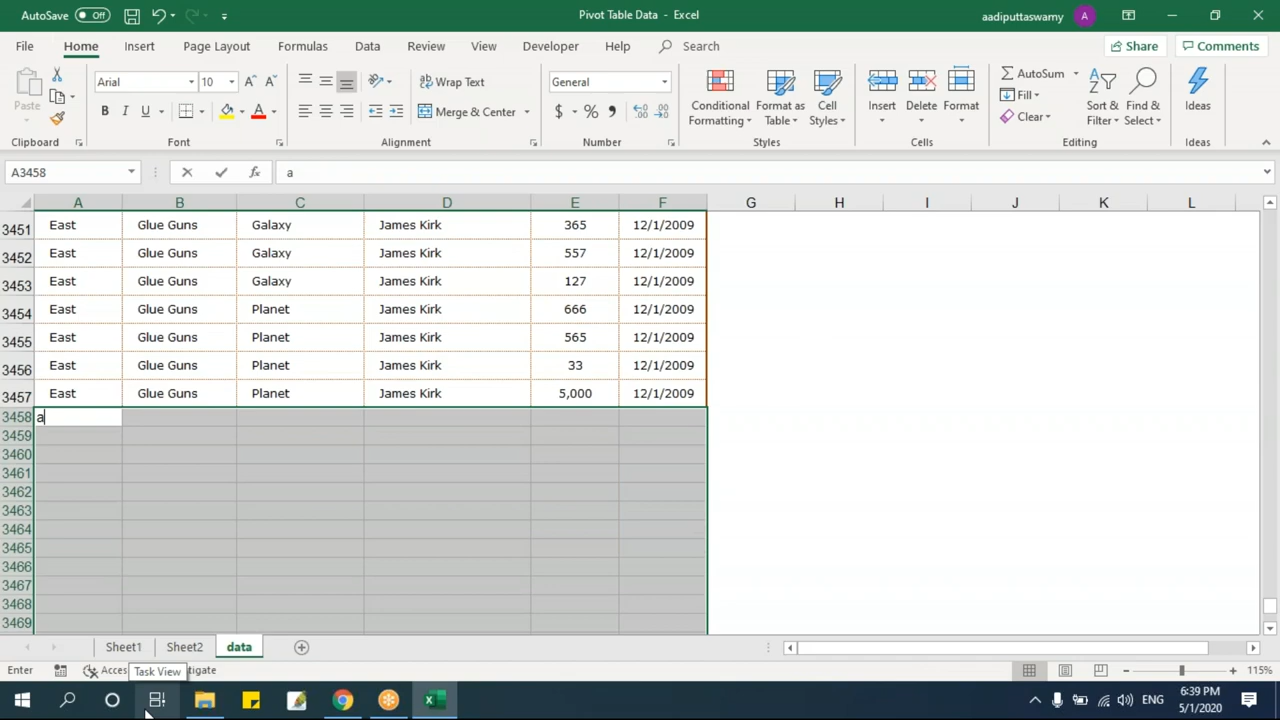 AutoSave Off Pivot Table Data - Excel aadiputtaswamy A
File Home Insert Page Layout Formulas Data Review View Developer Help Search Share Comments
Paste Arial 10 Wrap Text General Conditional Formatting Format as Table Cell Styles Insert Delete Format AutoSum Fill Clear Sort & Filter Find & Select Ideas
B I U Merge & Center $ %
Clipboard Font Alignment Number Styles Cells Editing Ideas
A3458 fx a
A B C D E F G H I J K L
3451 East Glue Guns Galaxy James Kirk 365 12/1/2009
3452 East Glue Guns Galaxy James Kirk 557 12/1/2009
3453 East Glue Guns Galaxy James Kirk 127 12/1/2009
3454 East Glue Guns Planet James Kirk 666 12/1/2009
3455 East Glue Guns Planet James Kirk 565 12/1/2009
3456 East Glue Guns Planet James Kirk 33 12/1/2009
3457 East Glue Guns Planet James Kirk 5,000 12/1/2009
3458 a
3459
3460
3461
3462
3463
3464
3465
3466
3467
3468
3469
Sheet1 Sheet2 data
Enter Acces Task View tigate 115%
ENG 6:39 PM
5/1/2020